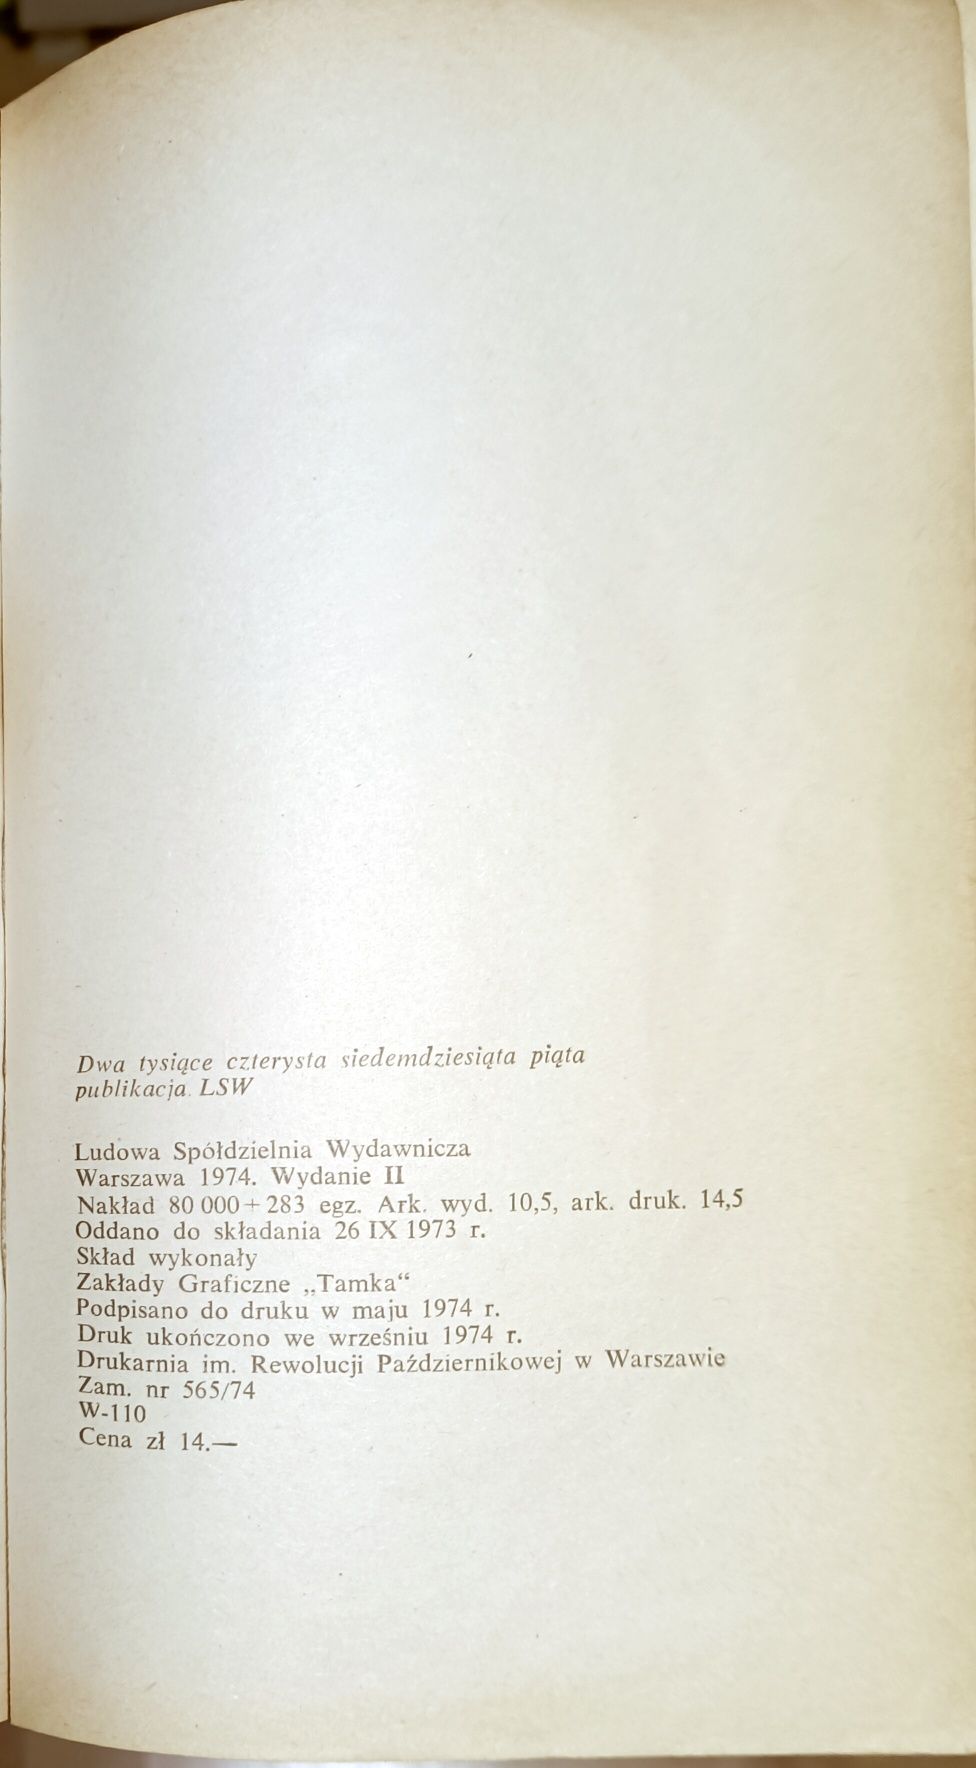 Dwa tysiące czterysta siedemdziesiąta piąta
publikacja LSW
Ludowa Spółdzielnia Wydawnicza
Warszawa 1974. Wydanie II
Nakład 80 000+283 egz. Ark. wyd. 10,5, ark. druk. 14,5
Oddano do składania 26 IX 1973 r.
Skład wykonały
Zakłady Graficzne „Tamka“
Podpisano do druku w maju 1974 r.
Druk ukończono we wrześniu 1974 r.
Drukarnia im. Rewolucji Październikowej w Warszawie
Zam. nr 565/74
W-110
Cena zł 14.—